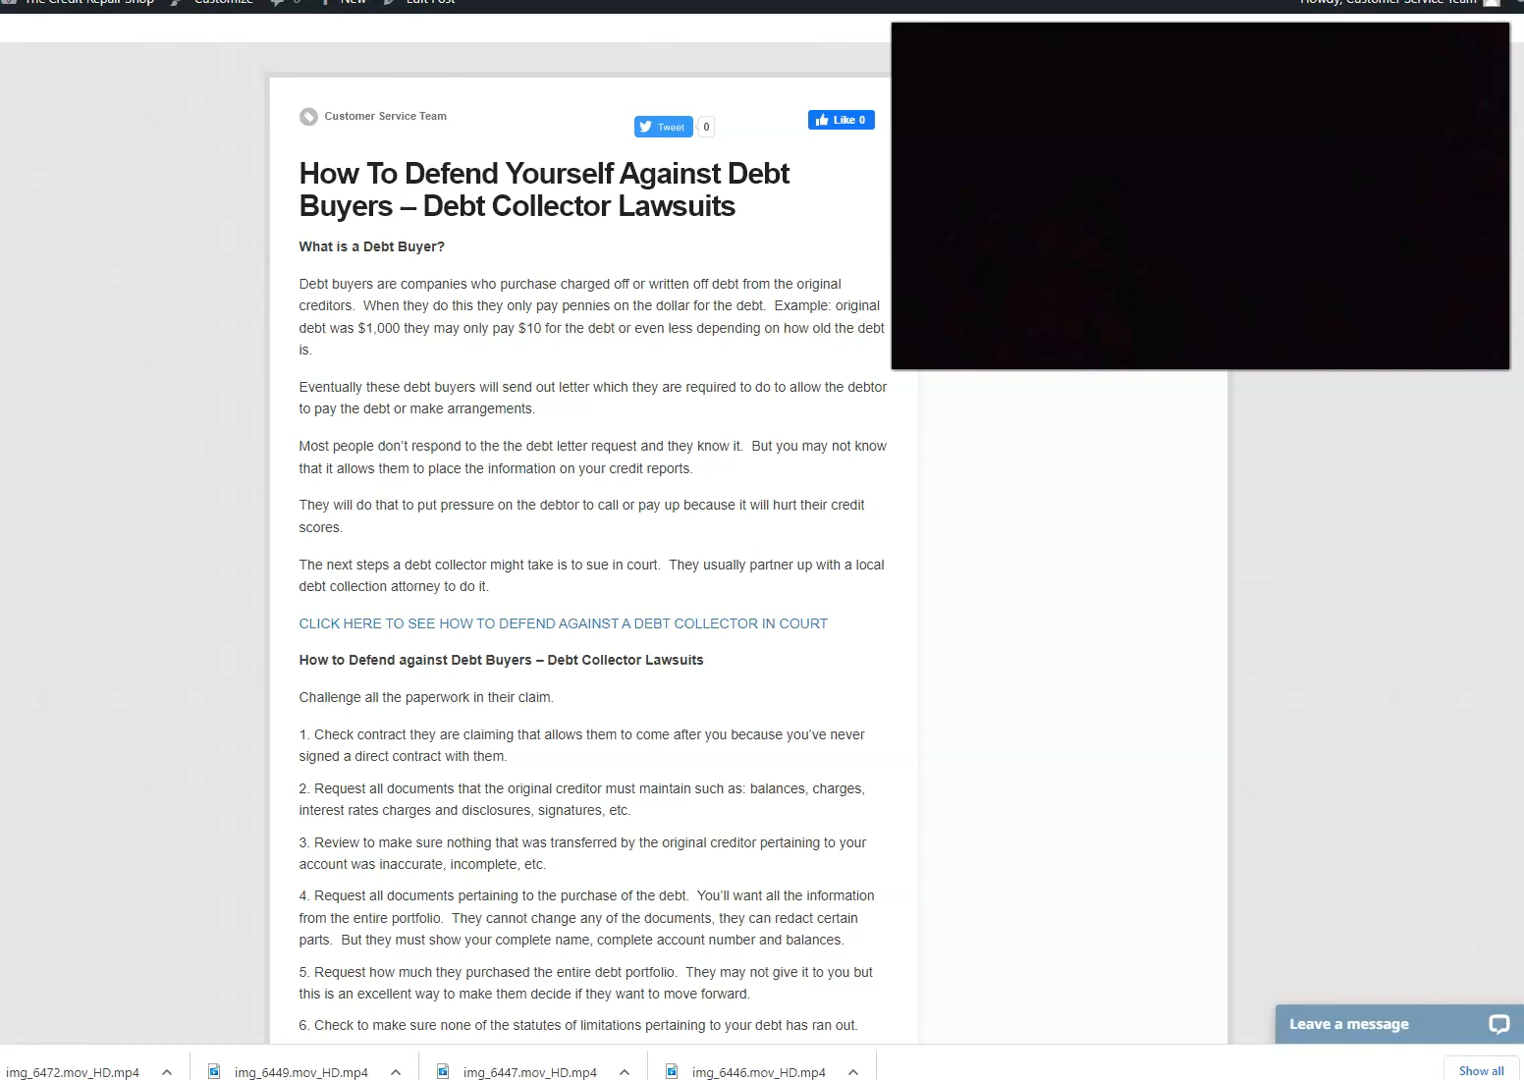 The Credit Repair Shop Customize 0 New Edit Post Howdy, Customer Service Team
Customer Service Team
Tweet 0
Like 0
How To Defend Yourself Against Debt
Buyers – Debt Collector Lawsuits
What is a Debt Buyer?
Debt buyers are companies who purchase charged off or written off debt from the original
creditors.  When they do this they only pay pennies on the dollar for the debt.  Example: original
debt was $1,000 they may only pay $10 for the debt or even less depending on how old the debt
is.
Eventually these debt buyers will send out letter which they are required to do to allow the debtor
to pay the debt or make arrangements.
Most people don’t respond to the the debt letter request and they know it.  But you may not know
that it allows them to place the information on your credit reports.
They will do that to put pressure on the debtor to call or pay up because it will hurt their credit
scores.
The next steps a debt collector might take is to sue in court.  They usually partner up with a local
debt collection attorney to do it.
CLICK HERE TO SEE HOW TO DEFEND AGAINST A DEBT COLLECTOR IN COURT
How to Defend against Debt Buyers – Debt Collector Lawsuits
Challenge all the paperwork in their claim.
1. Check contract they are claiming that allows them to come after you because you’ve never
signed a direct contract with them.
2. Request all documents that the original creditor must maintain such as: balances, charges,
interest rates charges and disclosures, signatures, etc.
3. Review to make sure nothing that was transferred by the original creditor pertaining to your
account was inaccurate, incomplete, etc.
4. Request all documents pertaining to the purchase of the debt.  You’ll want all the information
from the entire portfolio.  They cannot change any of the documents, they can redact certain
parts.  But they must show your complete name, complete account number and balances.
5. Request how much they purchased the entire debt portfolio.  They may not give it to you but
this is an excellent way to make them decide if they want to move forward.
6. Check to make sure none of the statutes of limitations pertaining to your debt has ran out.
Leave a message
img_6472.mov_HD.mp4 img_6449.mov_HD.mp4 img_6447.mov_HD.mp4 img_6446.mov_HD.mp4 Show all